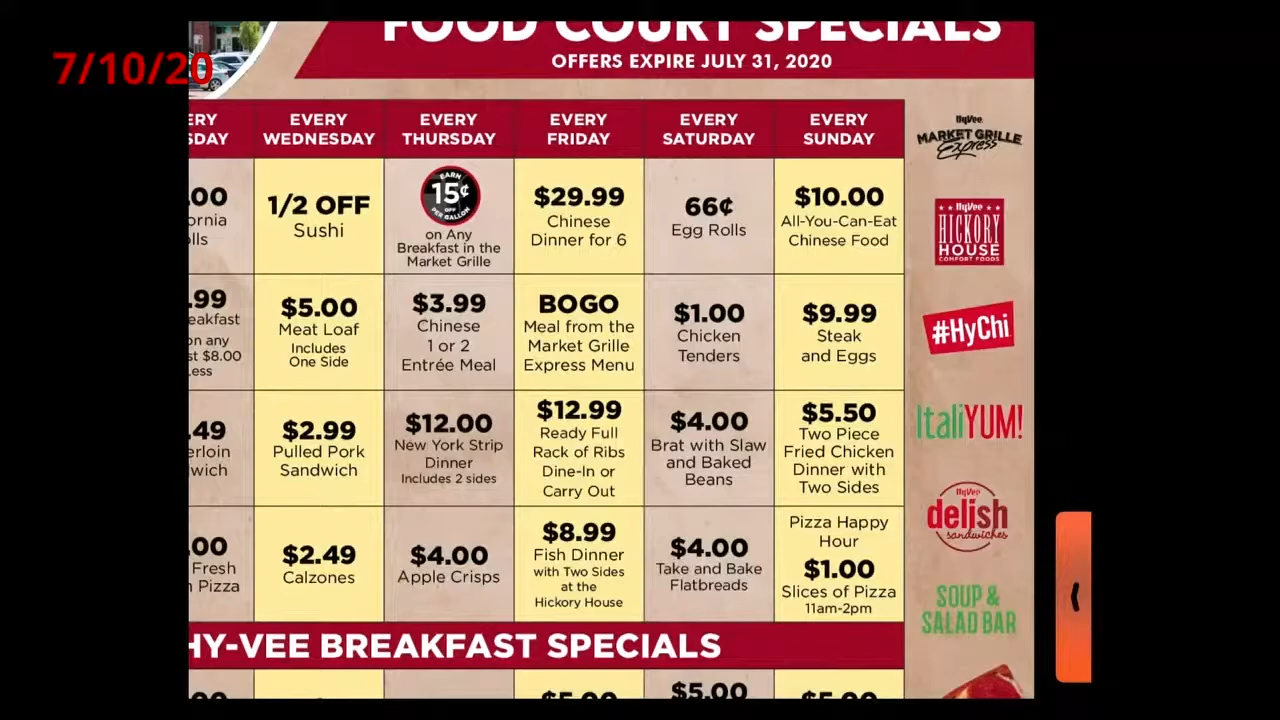 FOOD COURT SPECIALS
OFFERS EXPIRE JULY 31, 2020
7/10/20
EVERY
WEDNESDAY
EVERY
THURSDAY
EVERY
FRIDAY
EVERY
SATURDAY
EVERY
SUNDAY
1/2 OFF
Sushi
EARN
15¢
OFF
PER GALLON
on Any
Breakfast in the
Market Grille
$29.99
Chinese
Dinner for 6
66¢
Egg Rolls
$10.00
All-You-Can-Eat
Chinese Food
$5.00
Meat Loaf
Includes
One Side
$3.99
Chinese
1 or 2
Entrée Meal
BOGO
Meal from the
Market Grille
Express Menu
$1.00
Chicken
Tenders
$9.99
Steak
and Eggs
$2.99
Pulled Pork
Sandwich
$12.00
New York Strip
Dinner
Includes 2 sides
$12.99
Ready Full
Rack of Ribs
Dine-In or
Carry Out
$4.00
Brat with Slaw
and Baked
Beans
$5.50
Two Piece
Fried Chicken
Dinner with
Two Sides
$2.49
Calzones
$4.00
Apple Crisps
$8.99
Fish Dinner
with Two Sides
at the
Hickory House
$4.00
Take and Bake
Flatbreads
Pizza Happy
Hour
$1.00
Slices of Pizza
11am-2pm
HY-VEE BREAKFAST SPECIALS
$5.00
$5.00
$5.00
HyVee
MARKET GRILLE
Express
HyVee
HICKORY
HOUSE
COMFORT FOODS
#HyChi
ItaliYUM!
HyVee
delish
sandwiches
SOUP &
SALAD BAR